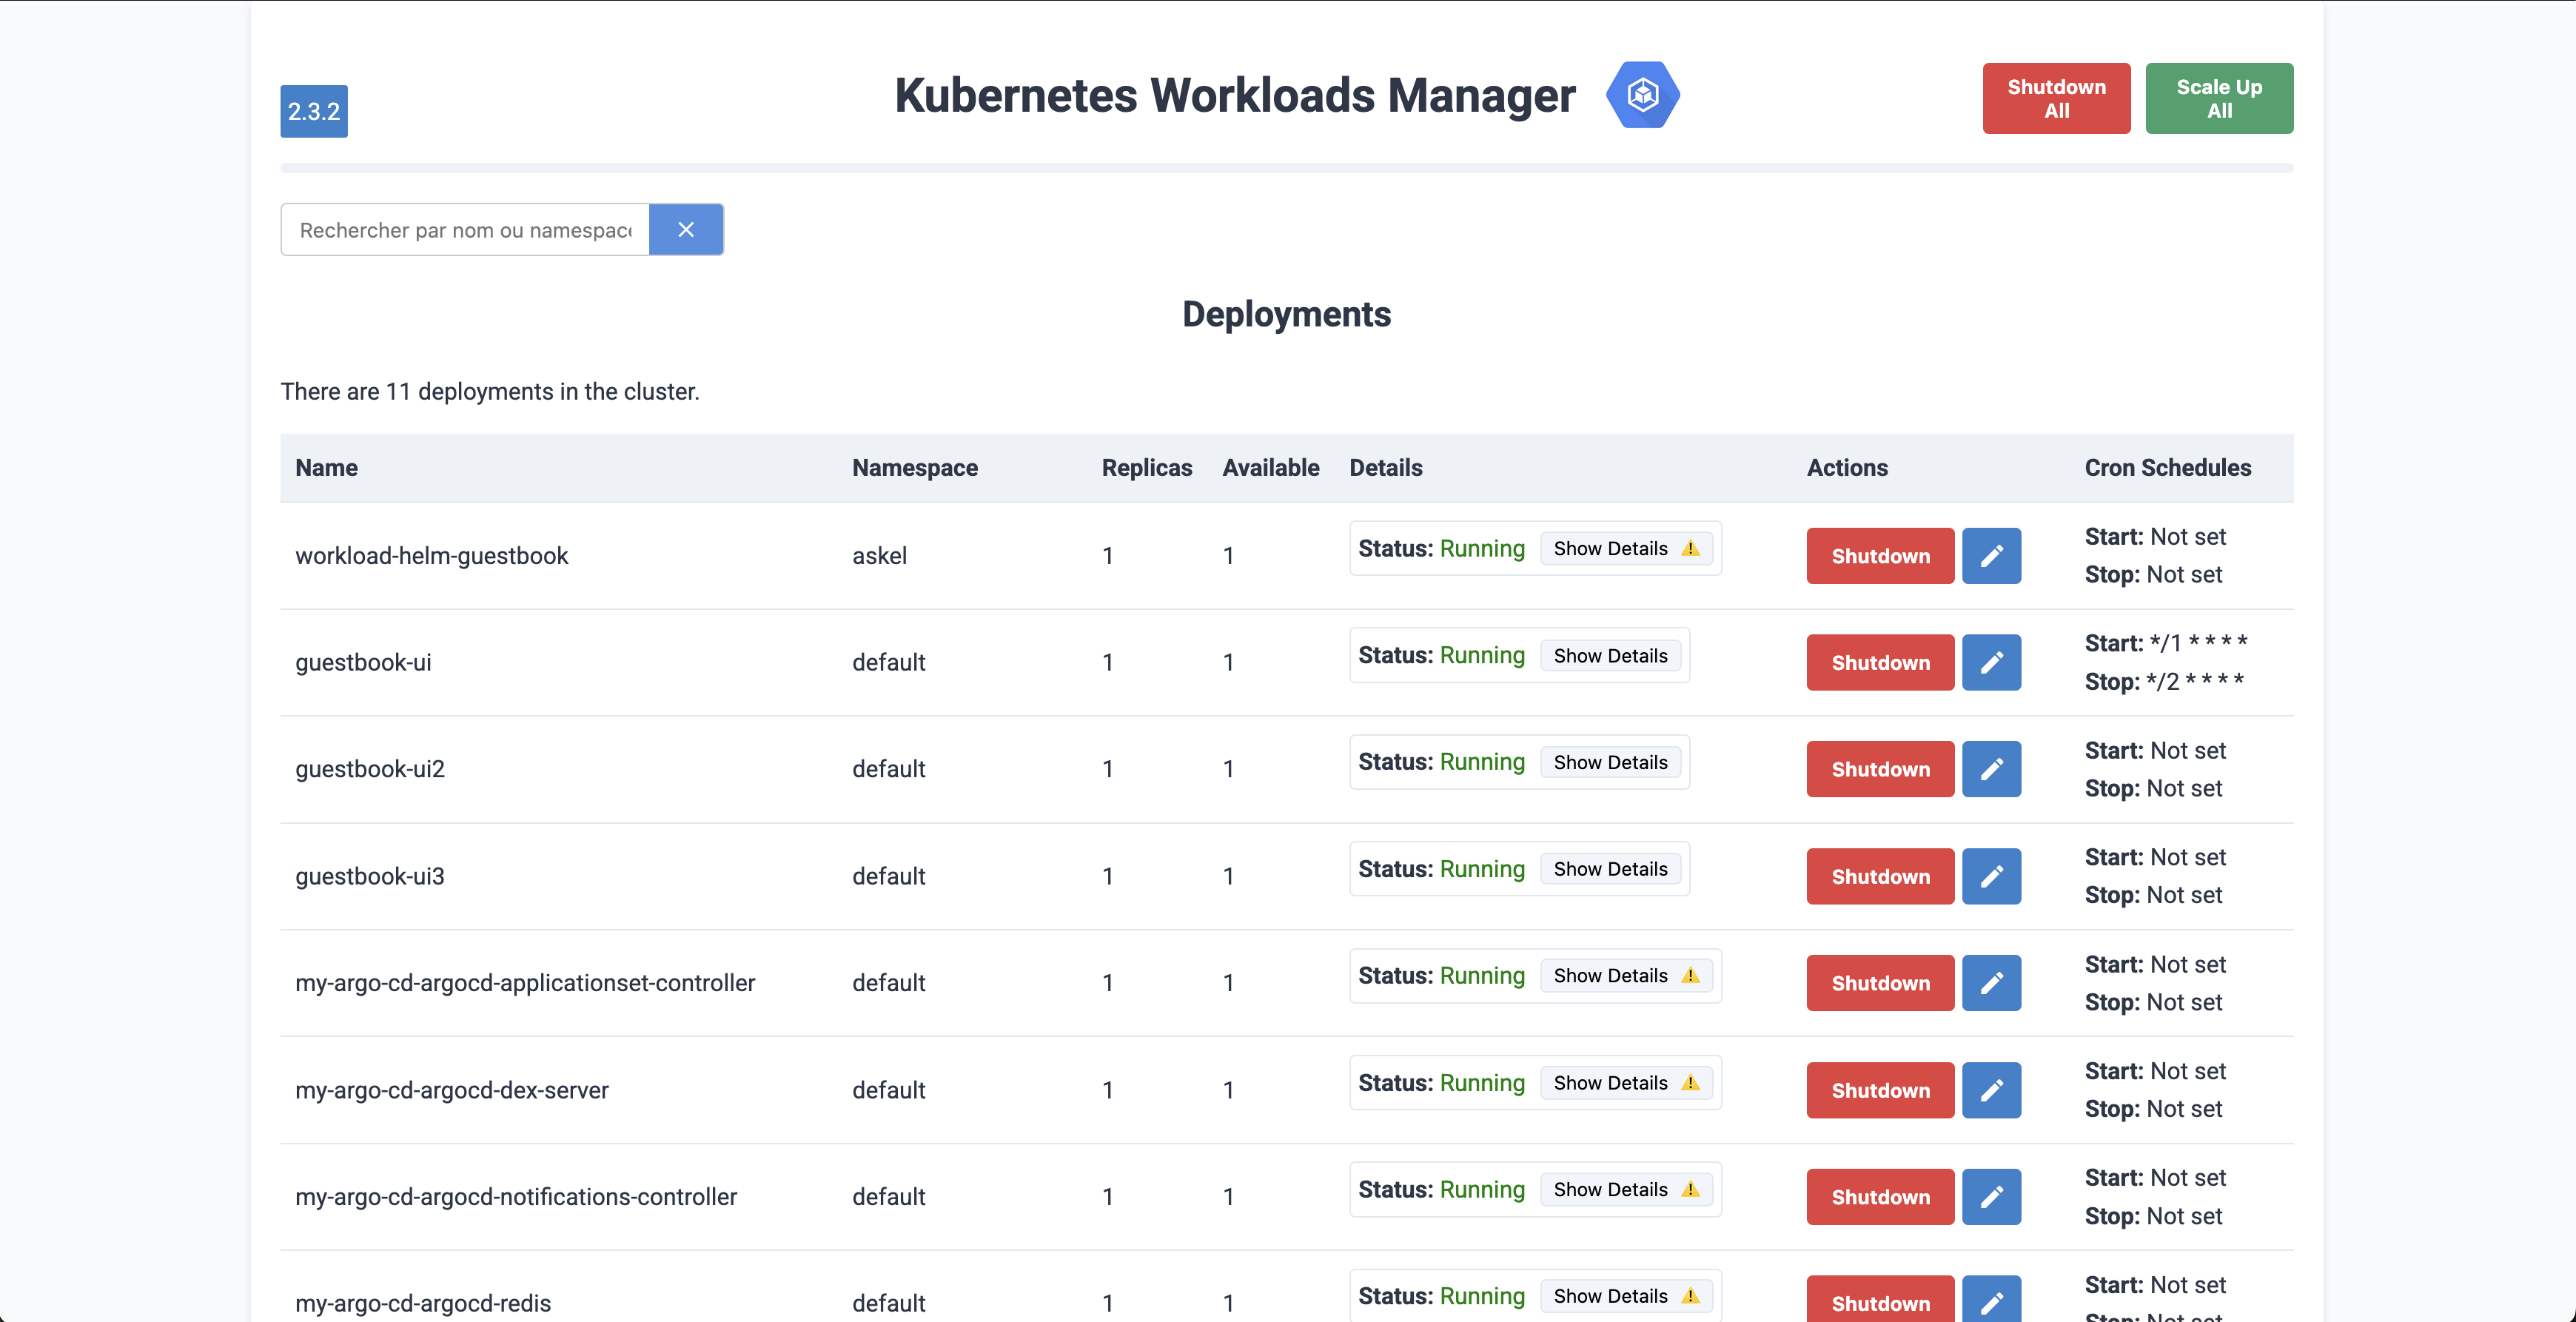 2.3.2
Kubernetes Workloads Manager
Shutdown
All
Scale Up
All
Rechercher par nom ou namespace
Deployments
There are 11 deployments in the cluster.
Name Namespace Replicas Available Details Actions Cron Schedules
workload-helm-guestbook askel 1 1 Status: Running Show Details Shutdown Start: Not set
Stop: Not set
guestbook-ui default 1 1 Status: Running Show Details Shutdown Start: */1 * * * *
Stop: */2 * * * *
guestbook-ui2 default 1 1 Status: Running Show Details Shutdown Start: Not set
Stop: Not set
guestbook-ui3 default 1 1 Status: Running Show Details Shutdown Start: Not set
Stop: Not set
my-argo-cd-argocd-applicationset-controller default 1 1 Status: Running Show Details Shutdown Start: Not set
Stop: Not set
my-argo-cd-argocd-dex-server default 1 1 Status: Running Show Details Shutdown Start: Not set
Stop: Not set
my-argo-cd-argocd-notifications-controller default 1 1 Status: Running Show Details Shutdown Start: Not set
Stop: Not set
my-argo-cd-argocd-redis default 1 1 Status: Running Show Details Shutdown Start: Not set
Stop: Not set